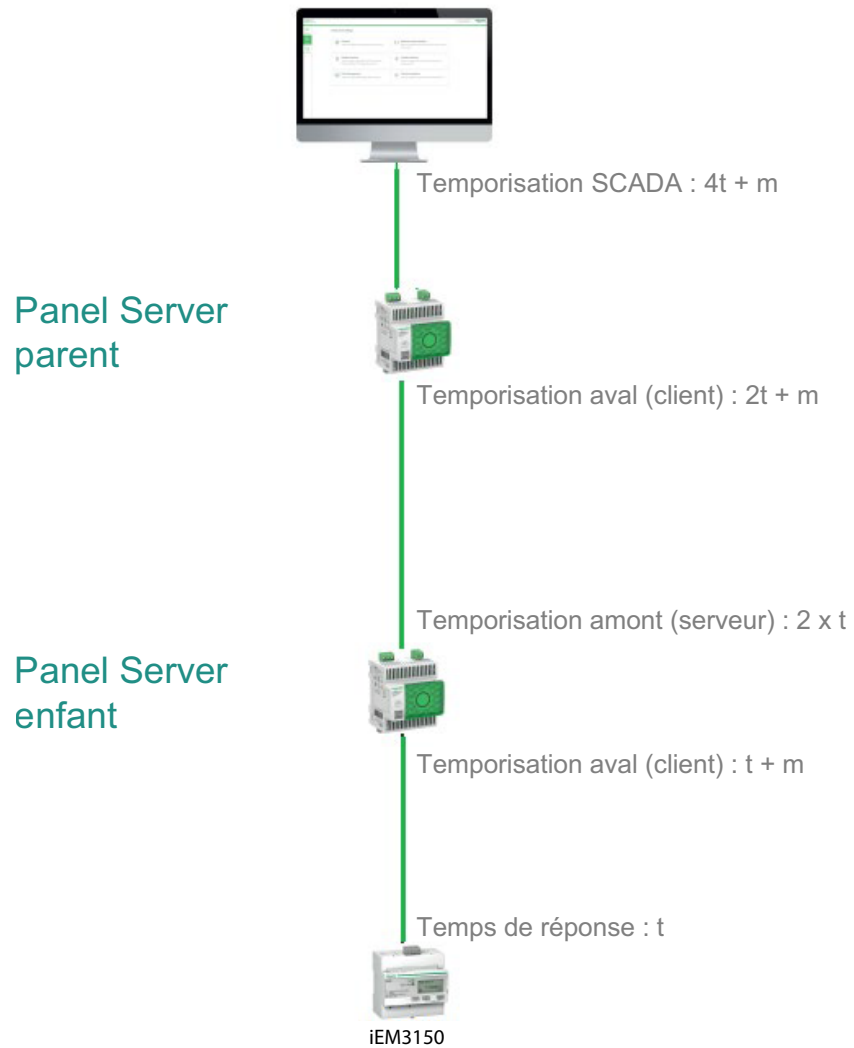 Temporisation SCADA : 4t + m
Panel Server
parent
Temporisation aval (client) : 2t + m
Temporisation amont (serveur) : 2 x t
Panel Server
enfant
Temporisation aval (client) : t + m
Temps de réponse : t
iEM3150